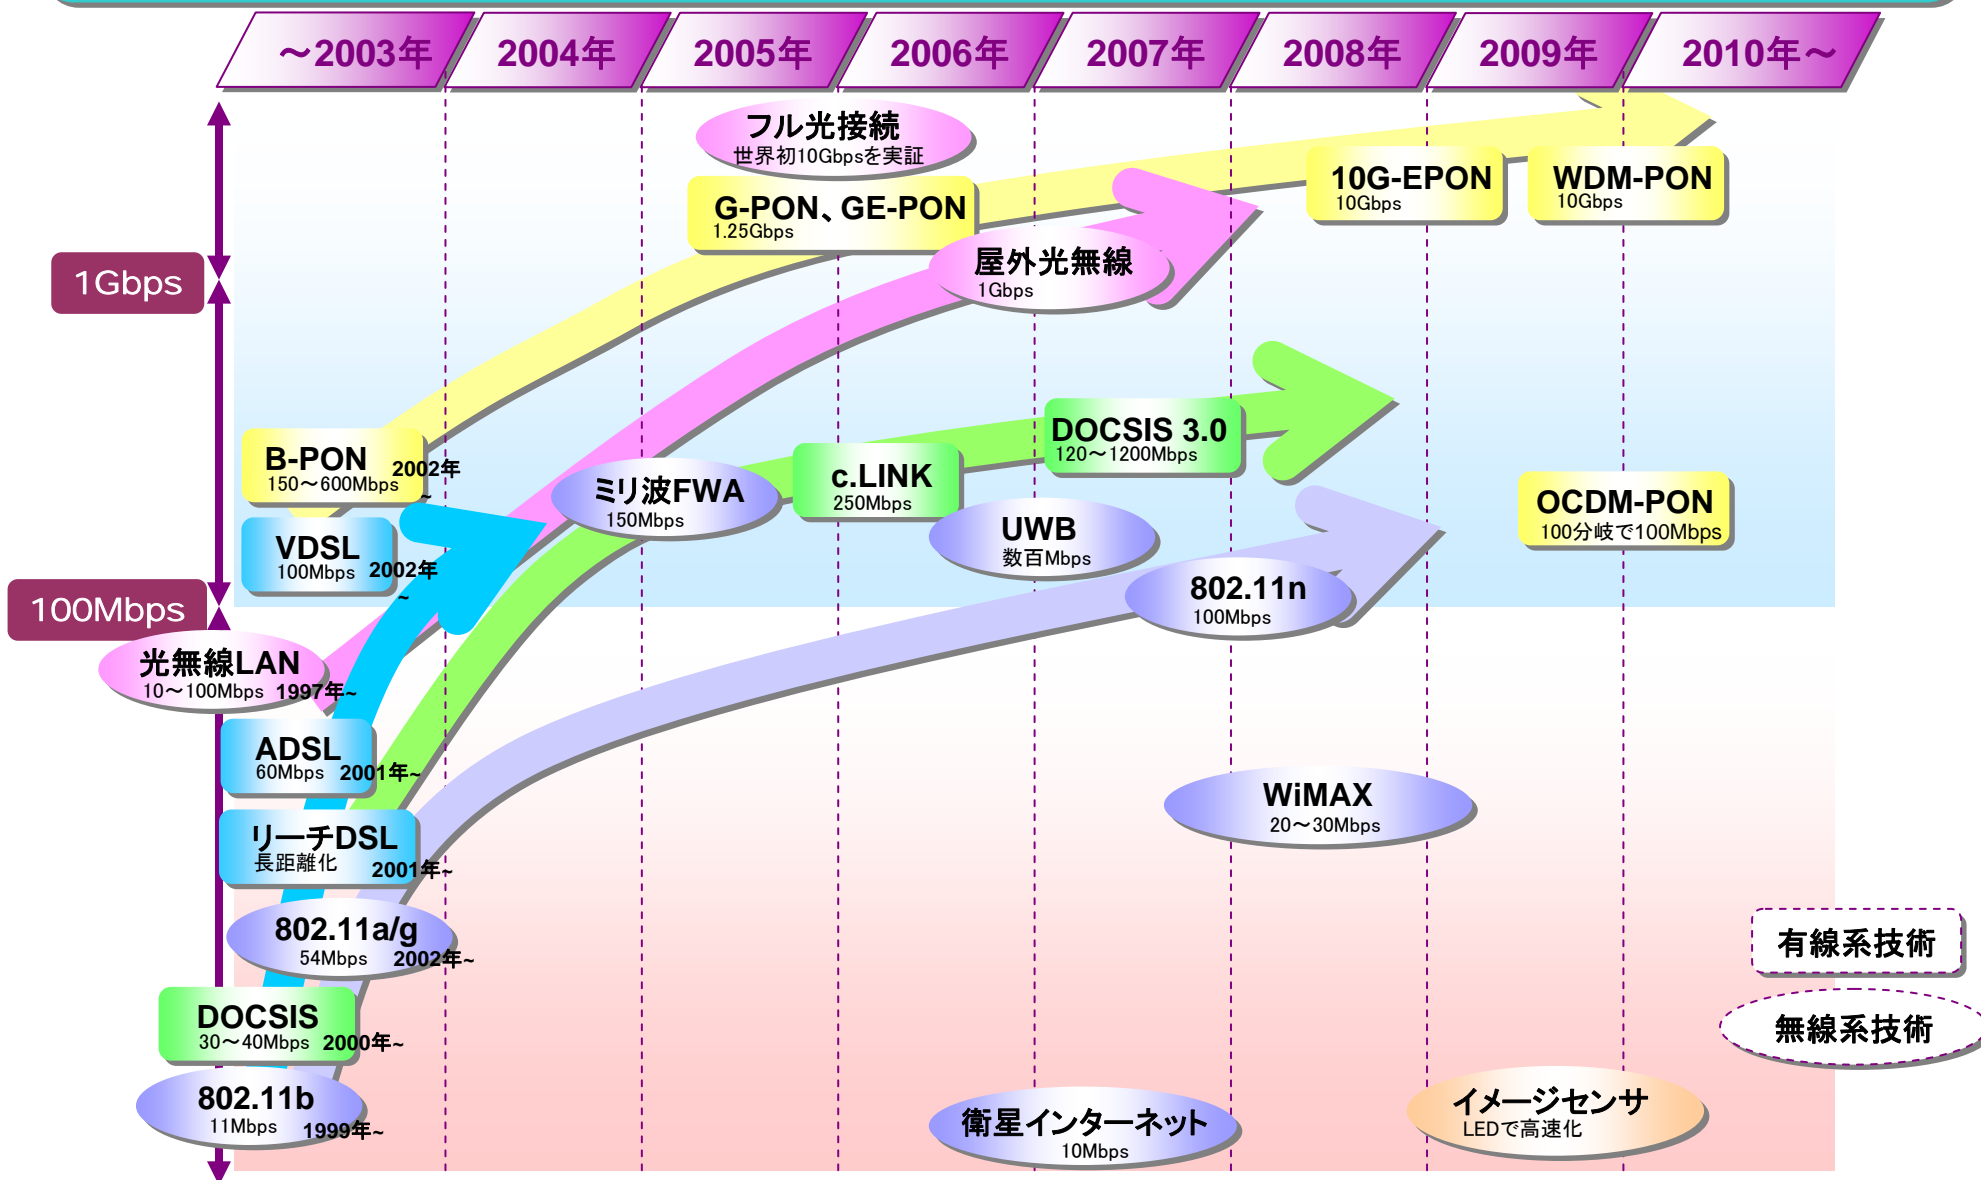 ～2003年
2004年
2005年
2006年
2007年
2008年
2009年
2010年～
フル光接続
世界初10Gbpsを実証
10G-EPON
10Gbps
WDM-PON
10Gbps
G-PON、GE-PON
1.25Gbps
屋外光無線
1Gbps
1Gbps
DOCSIS 3.0
120～1200Mbps
B-PON
150～600Mbps
2002年
~
ミリ波FWA
150Mbps
c.LINK
250Mbps
OCDM-PON
100分岐で100Mbps
UWB
数百Mbps
VDSL
100Mbps
2002年
~
802.11n
100Mbps
100Mbps
光無線LAN
10～100Mbps
1997年~
ADSL
60Mbps
2001年~
WiMAX
20～30Mbps
リーチDSL
長距離化
2001年~
802.11a/g
54Mbps
2002年~
有線系技術
DOCSIS
30～40Mbps
2000年~
無線系技術
802.11b
11Mbps
1999年~
衛星インターネット
10Mbps
イメージセンサ
LEDで高速化